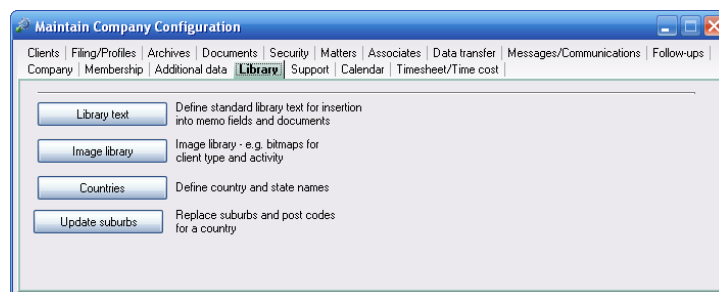 Maintain Company Configuration
Clients | Filing/Profiles | Archives | Documents | Security | Matters | Associates | Data transfer | Messages/Communications | Follow-ups |
Company | Membership | Additional data | Library | Support | Calendar | Timesheet/Time cost |
Library text
Define standard library text for insertion
into memo fields and documents
Image library
Image library - e.g. bitmaps for
client type and activity
Countries
Define country and state names
Update suburbs
Replace suburbs and post codes
for a country